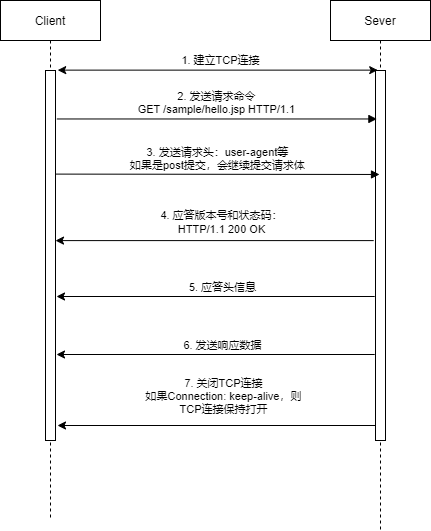 Client
Sever
1. 建立TCP连接
2. 发送请求命令
GET /sample/hello.jsp HTTP/1.1
3. 发送请求头：user-agent等
如果是post提交，会继续提交请求体
4. 应答版本号和状态码：
HTTP/1.1 200 OK
5. 应答头信息
6. 发送响应数据
7. 关闭TCP连接
如果Connection: keep-alive，则
TCP连接保持打开